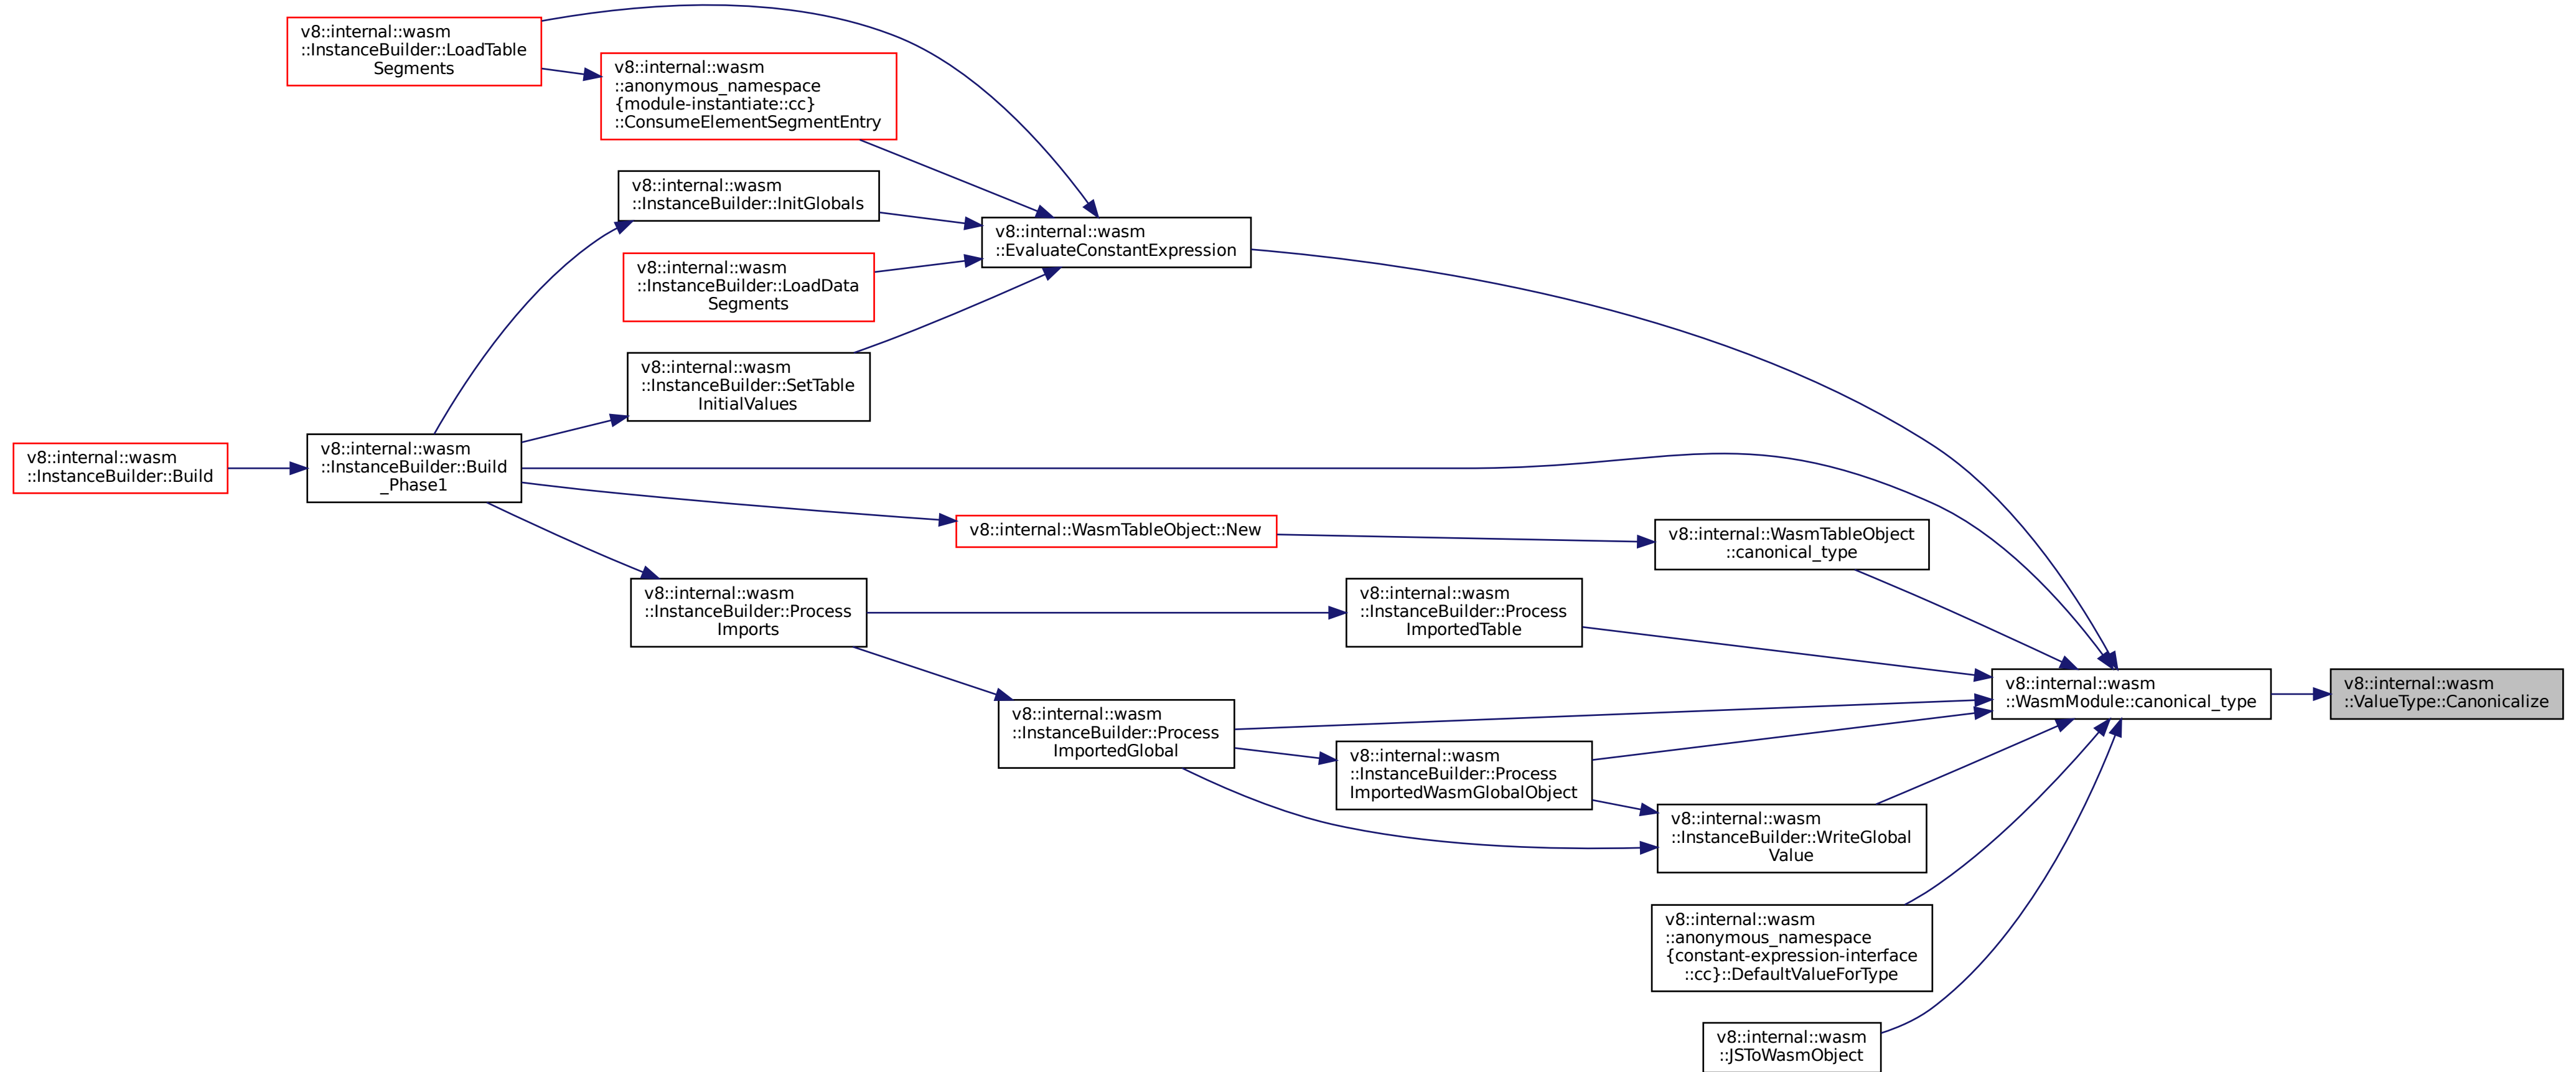 v8::internal::wasm
::InstanceBuilder::LoadTable
Segments
v8::internal::wasm
::anonymous_namespace
{module-instantiate::cc}
::ConsumeElementSegmentEntry
v8::internal::wasm
::InstanceBuilder::InitGlobals
v8::internal::wasm
::EvaluateConstantExpression
v8::internal::wasm
::InstanceBuilder::LoadData
Segments
v8::internal::wasm
::InstanceBuilder::SetTable
InitialValues
v8::internal::wasm
::InstanceBuilder::Build
v8::internal::wasm
::InstanceBuilder::Build
_Phase1
v8::internal::WasmTableObject::New
v8::internal::WasmTableObject
::canonical_type
v8::internal::wasm
::InstanceBuilder::Process
Imports
v8::internal::wasm
::InstanceBuilder::Process
ImportedTable
v8::internal::wasm
::WasmModule::canonical_type
v8::internal::wasm
::ValueType::Canonicalize
v8::internal::wasm
::InstanceBuilder::Process
ImportedGlobal
v8::internal::wasm
::InstanceBuilder::Process
ImportedWasmGlobalObject
v8::internal::wasm
::InstanceBuilder::WriteGlobal
Value
v8::internal::wasm
::anonymous_namespace
{constant-expression-interface
::cc}::DefaultValueForType
v8::internal::wasm
::JSToWasmObject